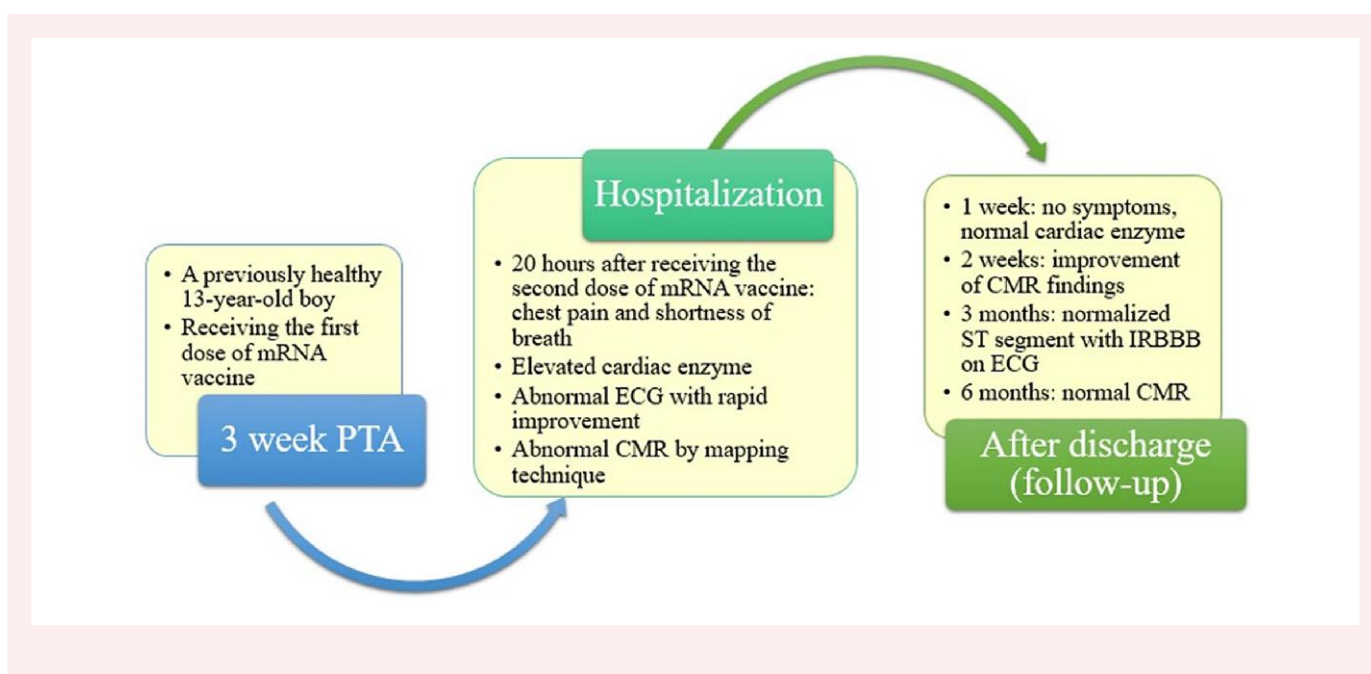 • A previously healthy
13-year-old boy
• Receiving the first
dose of mRNA
vaccine
3 week PTA
Hospitalization
• 20 hours after receiving the
second dose of mRNA vaccine:
chest pain and shortness of
breath
• Elevated cardiac enzyme
• Abnormal ECG with rapid
improvement
• Abnormal CMR by mapping
technique
• 1 week: no symptoms,
normal cardiac enzyme
• 2 weeks: improvement
of CMR findings
• 3 months: normalized
ST segment with IRBBB
on ECG
• 6 months: normal CMR
After discharge
(follow-up)